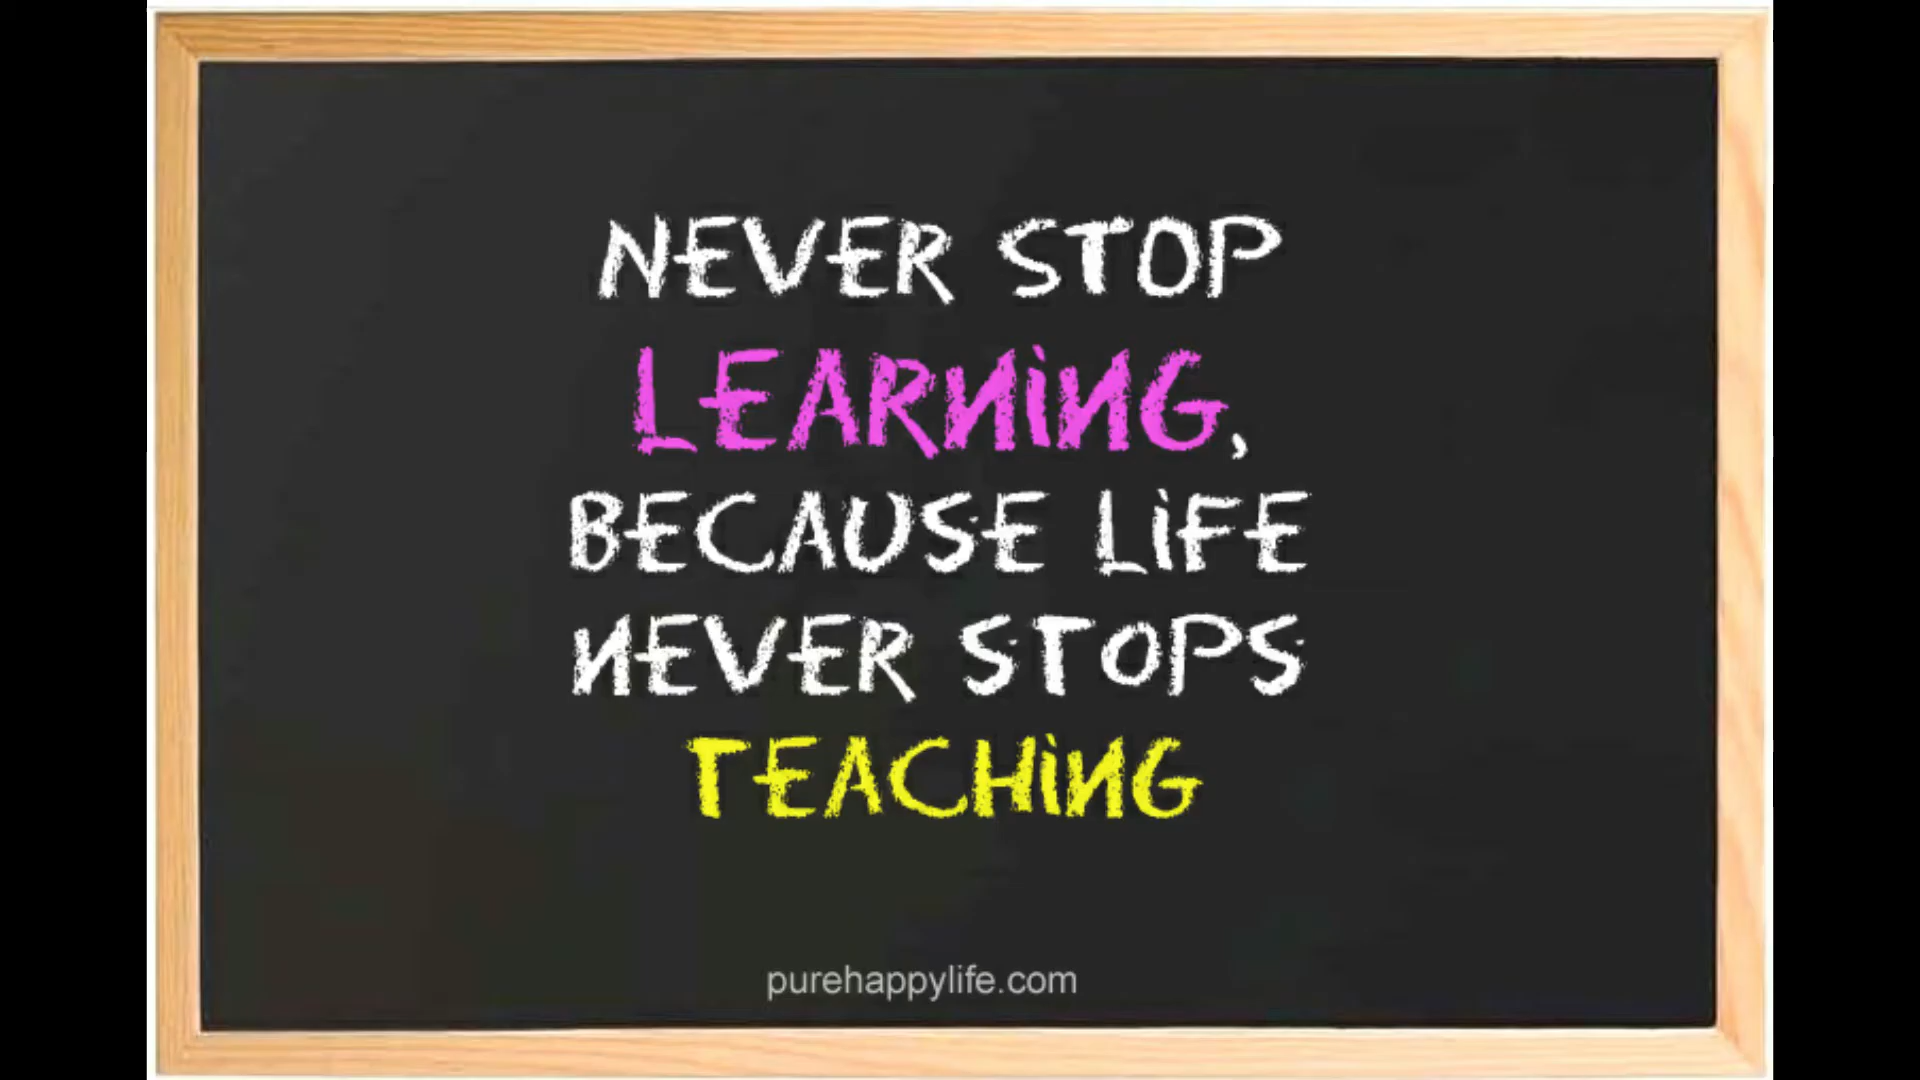 NEVER STOP
LEARNiNG,
BECAUSE LiFE
NEVER STOPS
TEACHiNG
purehappylife.com